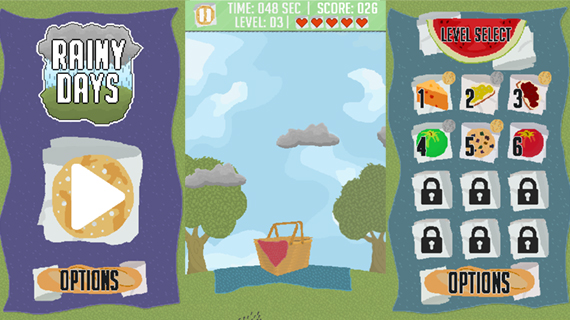 RAINY
DAYS
OPTIONS
TIME: 048 SEC | SCORE: 026
LEVEL: 03 |
LEVEL SELECT
1 2 3
4 5 6
OPTIONS